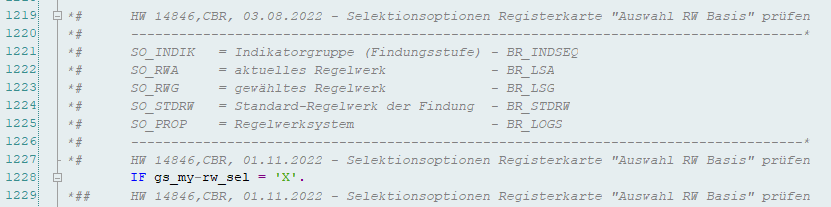 1219 *# HW 14846,CBR, 03.08.2022 - Selektionsoptionen Registerkarte "Auswahl RW Basis" prüfen
1220 *# ---------------------------------------------------------------------------------*
1221 *# SO_INDIK = Indikatorgruppe (Findungsstufe) - BR_INDSEQ
1222 *# SO_RWA = aktuelles Regelwerk - BR_LSA
1223 *# SO_RWG = gewähltes Regelwerk - BR_LSG
1224 *# SO_STDRW = Standard-Regelwerk der Findung - BR_STDRW
1225 *# SO_PROP = Regelwerksystem - BR_LOGS
1226 *# ---------------------------------------------------------------------------------*
1227 *# HW 14846,CBR, 01.11.2022 - Selektionsoptionen Registerkarte "Auswahl RW Basis" prüfen
1228 IF gs_my-rw_sel = 'X'.
1229 *## HW 14846,CBR, 01.11.2022 - Selektionsoptionen Registerkarte "Auswahl RW Basis" prüfen